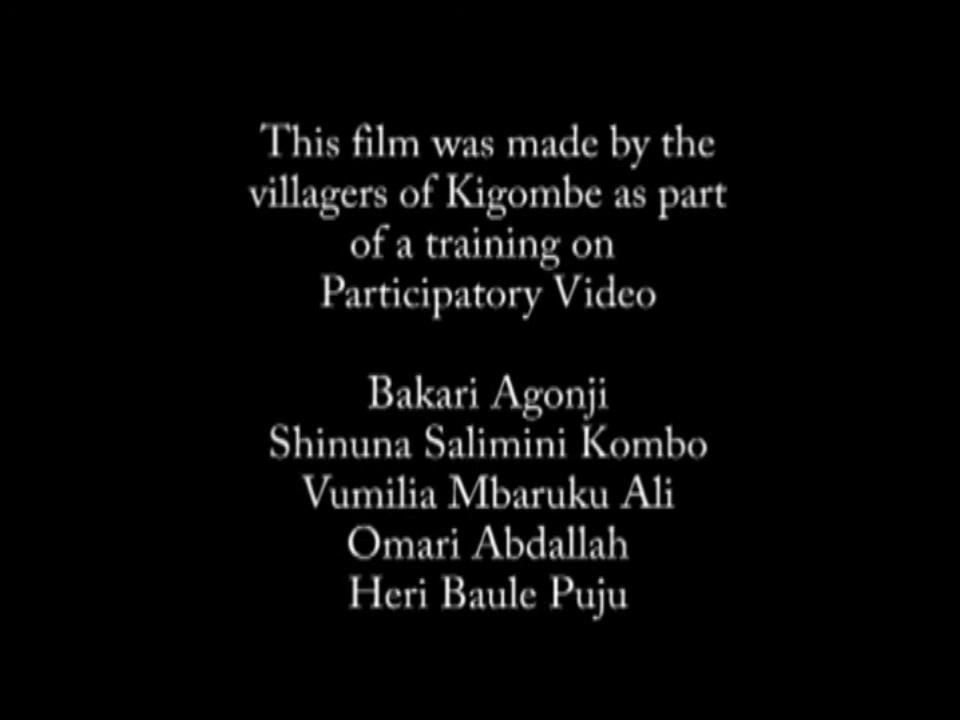 This film was made by the
villagers of Kigombe as part
of a training on
Participatory Video
Bakari Agonji
Shinuna Salimini Kombo
Vumilia Mbaruku Ali
Omari Abdallah
Heri Baule Puju